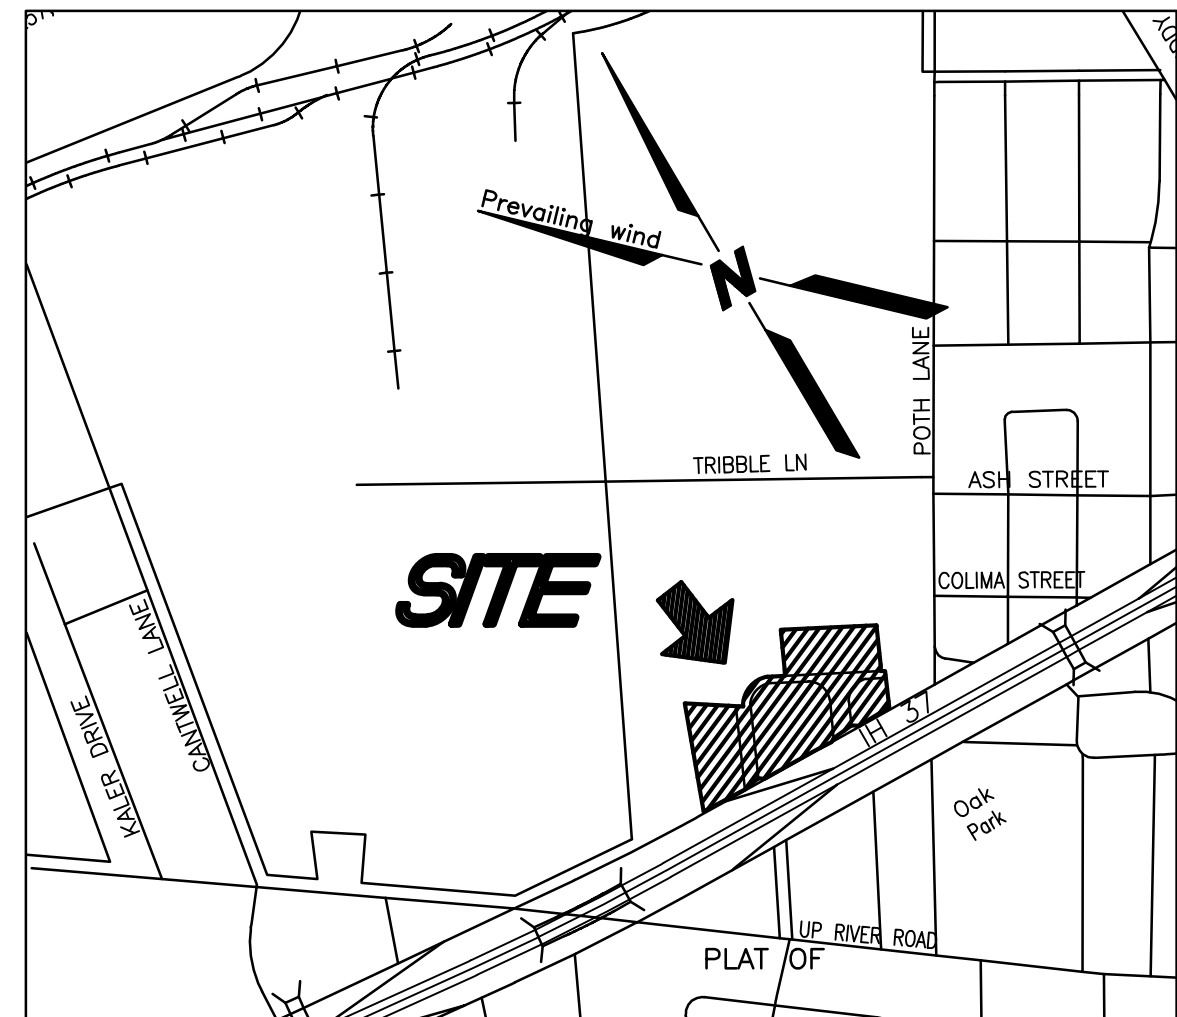 Prevailing wind
N
POTH LANE
TRIBBLE LN
ASH STREET
SITE
COLIMA STREET
CANTWELL LANE
KALER DRIVE
IH 37
Oak
Park
UP RIVER ROAD
PLAT OF